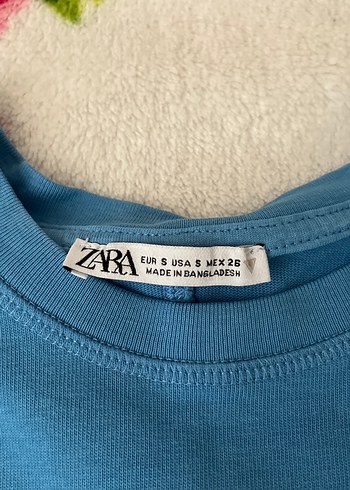 ZARA
EUR S USA S MEX 26
MADE IN BANGLADESH